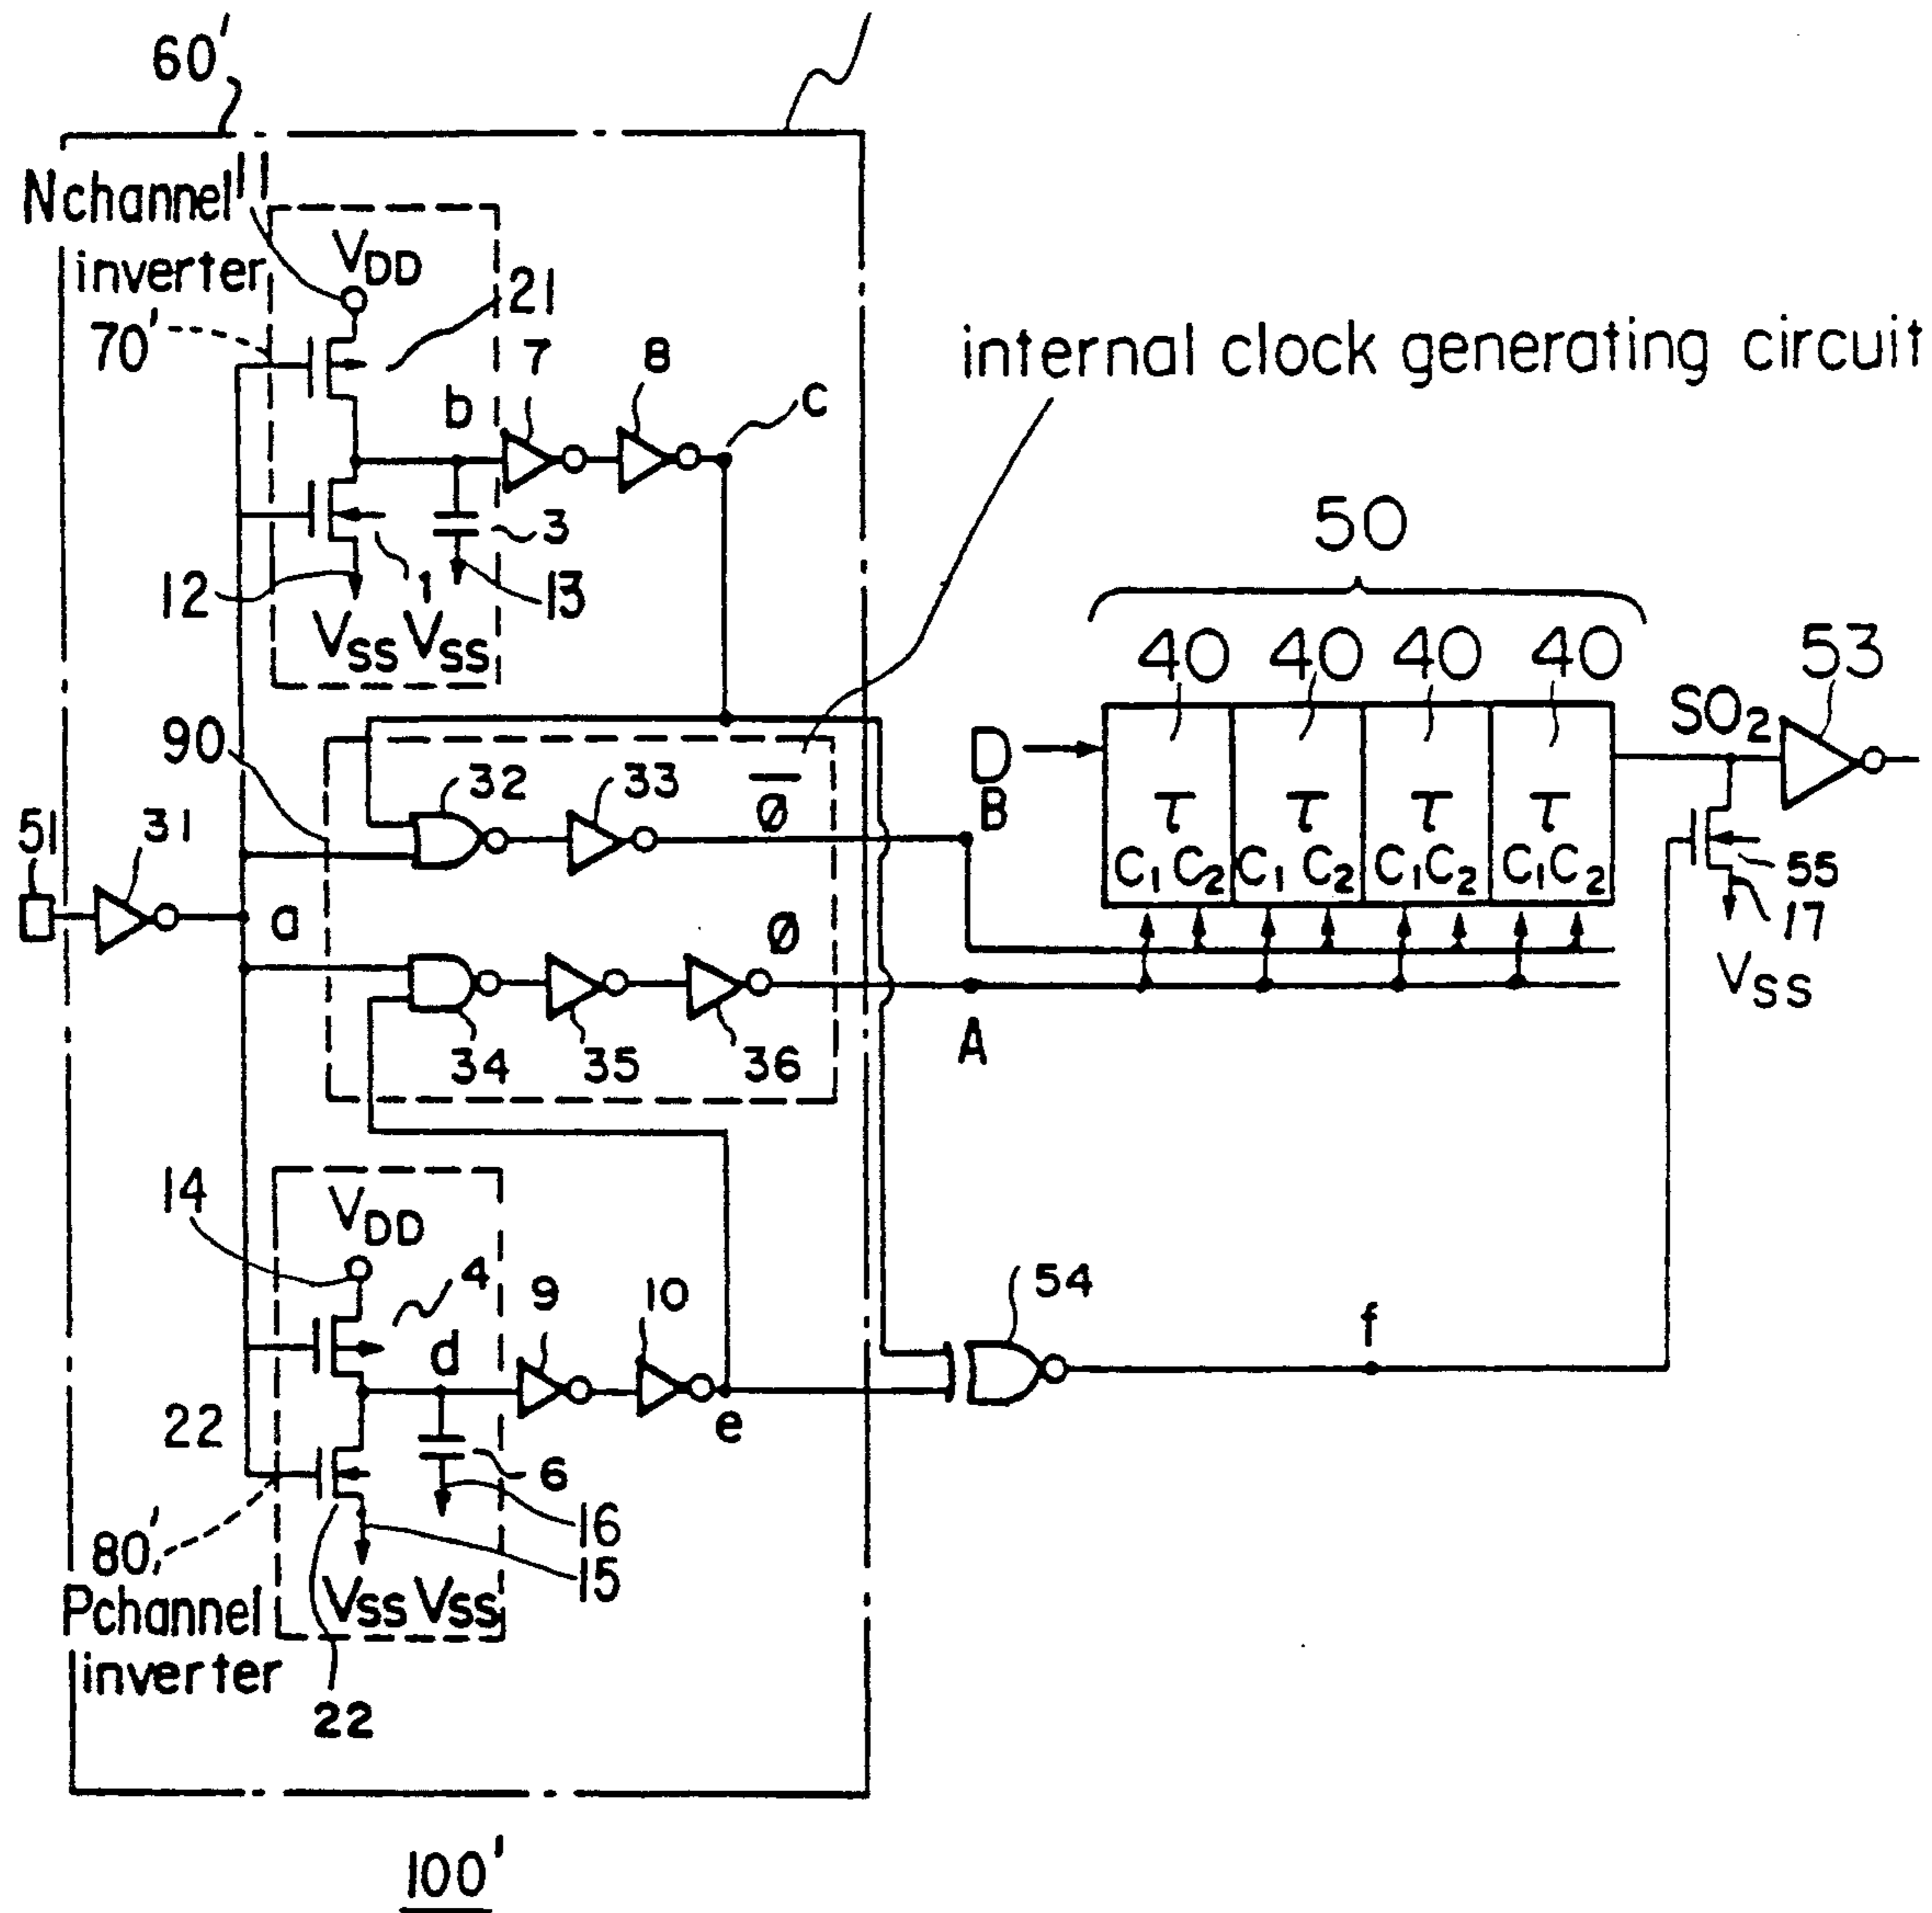 60'
Nchannel
11
inverter
VDD
21
70'
7
8
b
c
internal clock generating circuit
3
12
1
13
VSS VSS
50
40 40 40 40
53
SO2
90
32
33
D
B
τ τ τ τ
C1 C2 C1 C2 C1 C2 C1 C2
55
17
VSS
51
31
a
Ø̅
Ø
34
35
36
A
14
VDD
4
9
10
54
d
f
e
22
6
16
15
80'
Pchannel
VSS VSS
inverter
22
100'